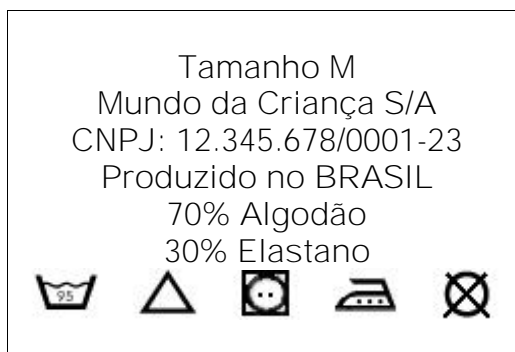 Tamanho M
Mundo da Criança S/A
CNPJ: 12.345.678/0001-23
Produzido no BRASIL
70% Algodão
30% Elastano
95